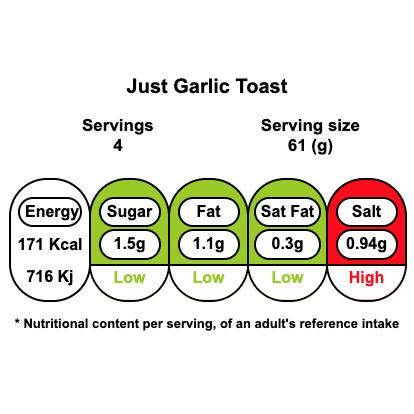 Just Garlic Toast
Servings
4
Serving size
61 (g)
Energy
171 Kcal
716 Kj
Sugar
1.5g
Low
Fat
1.1g
Low
Sat Fat
0.3g
Low
Salt
0.94g
High
* Nutritional content per serving, of an adult's reference intake